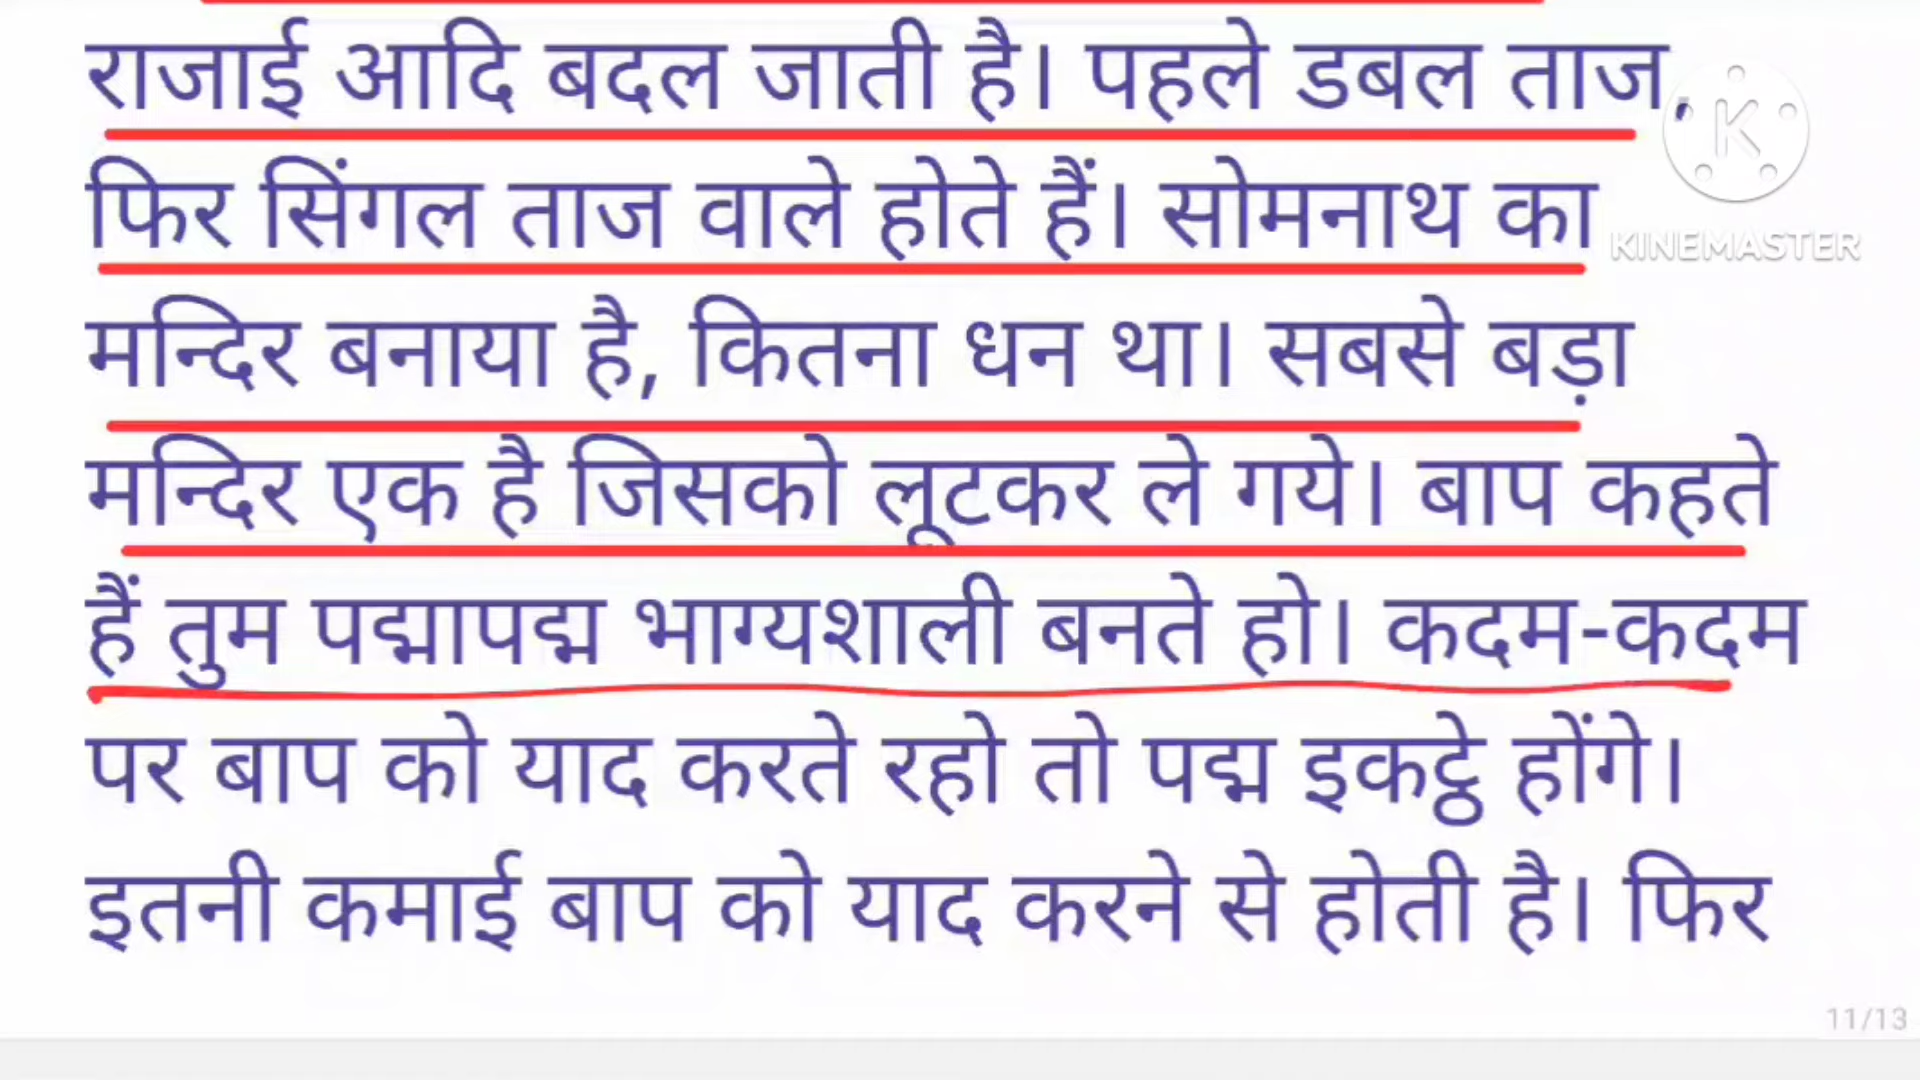 राजाई आदि बदल जाती है। पहले डबल ताज,
फिर सिंगल ताज वाले होते हैं। सोमनाथ का
मन्दिर बनाया है, कितना धन था। सबसे बड़ा
मन्दिर एक है जिसको लूटकर ले गये। बाप कहते
हैं तुम पद्मापद्म भाग्यशाली बनते हो। कदम-कदम
पर बाप को याद करते रहो तो पद्म इकट्ठे होंगे।
इतनी कमाई बाप को याद करने से होती है। फिर
K
KINEMASTER
11/13